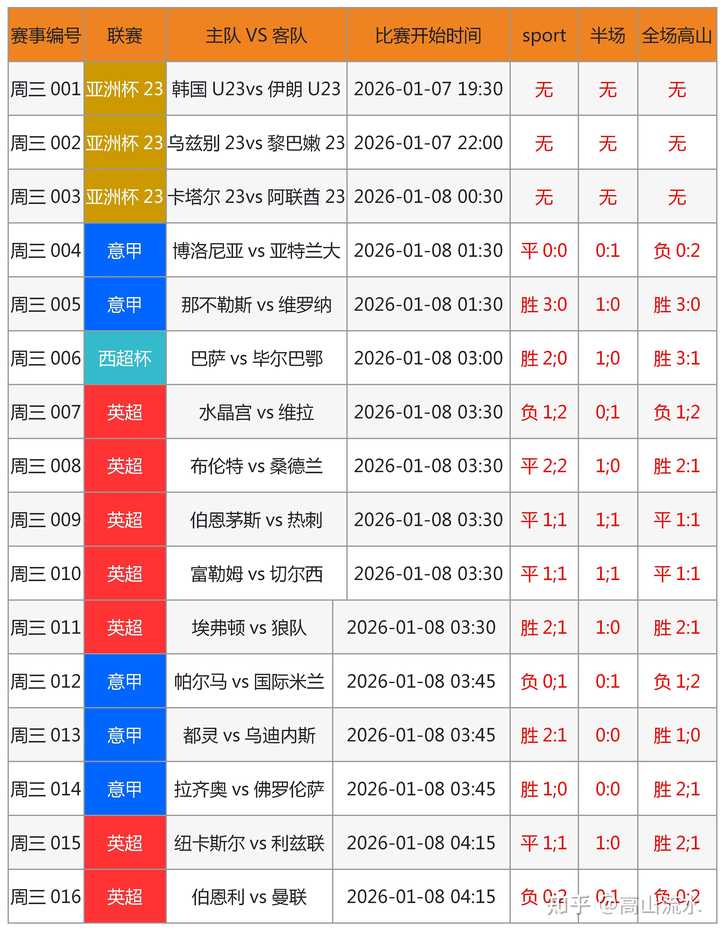 赛事编号 联赛 主队 VS 客队 比赛开始时间 sport 半场 全场高山
周三 001 亚洲杯 23 韩国 U23vs 伊朗 U23 2026-01-07 19:30 无 无 无
周三 002 亚洲杯 23 乌兹别 23vs 黎巴嫩 23 2026-01-07 22:00 无 无 无
周三 003 亚洲杯 23 卡塔尔 23vs 阿联酋 23 2026-01-08 00:30 无 无 无
周三 004 意甲 博洛尼亚 vs 亚特兰大 2026-01-08 01:30 平 0:0 0:1 负 0:2
周三 005 意甲 那不勒斯 vs 维罗纳 2026-01-08 01:30 胜 3:0 1:0 胜 3:0
周三 006 西超杯 巴萨 vs 毕尔巴鄂 2026-01-08 03:00 胜 2;0 1;0 胜 3:1
周三 007 英超 水晶宫 vs 维拉 2026-01-08 03:30 负 1;2 0;1 负 1;2
周三 008 英超 布伦特 vs 桑德兰 2026-01-08 03:30 平 2;2 1;0 胜 2:1
周三 009 英超 伯恩茅斯 vs 热刺 2026-01-08 03:30 平 1;1 1;1 平 1:1
周三 010 英超 富勒姆 vs 切尔西 2026-01-08 03:30 平 1;1 1;1 平 1:1
周三 011 英超 埃弗顿 vs 狼队 2026-01-08 03:30 胜 2;1 1:0 胜 2:1
周三 012 意甲 帕尔马 vs 国际米兰 2026-01-08 03:45 负 0;1 0:1 负 1;2
周三 013 意甲 都灵 vs 乌迪内斯 2026-01-08 03:45 胜 2:1 0:0 胜 1;0
周三 014 意甲 拉齐奥 vs 佛罗伦萨 2026-01-08 03:45 胜 1;0 0:0 胜 2;1
周三 015 英超 纽卡斯尔 vs 利兹联 2026-01-08 04:15 平 1;1 1:0 胜 2;1
周三 016 英超 伯恩利 vs 曼联 2026-01-08 04:15 负 0;2 0;1 负 0:2
知乎 @高山流水